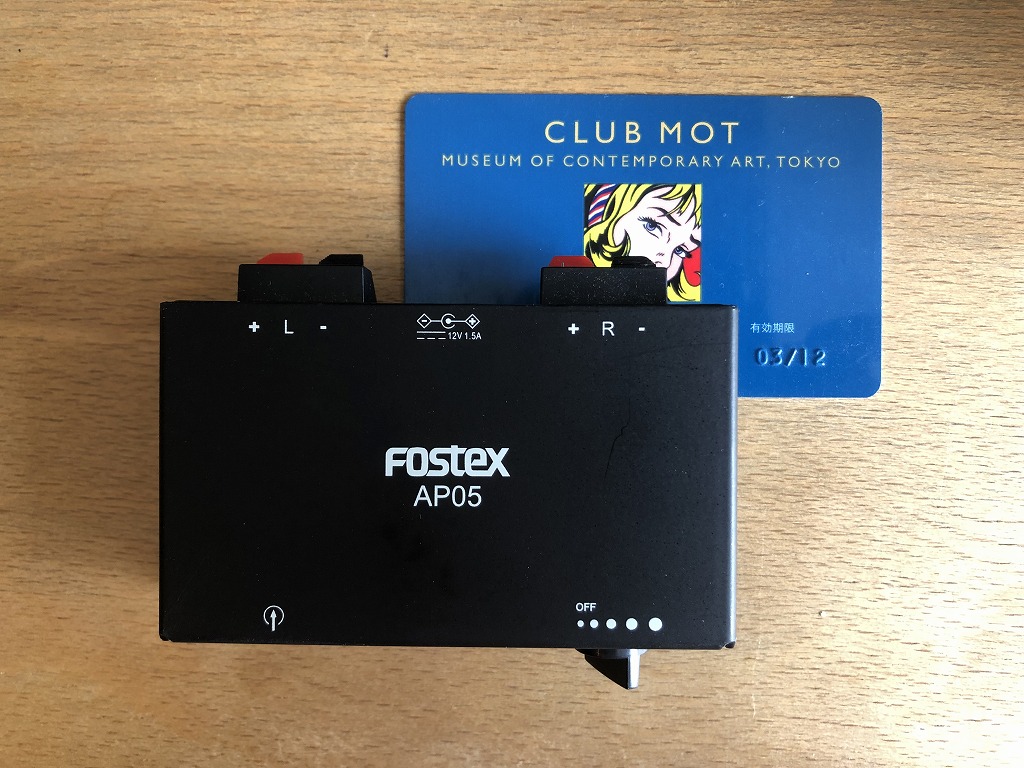 CLUB MOT
MUSEUM OF CONTEMPORARY ART, TOKYO
有効期限
03/12
+ L -
12V 1.5A
+ R -
FOSTEX
AP05
OFF